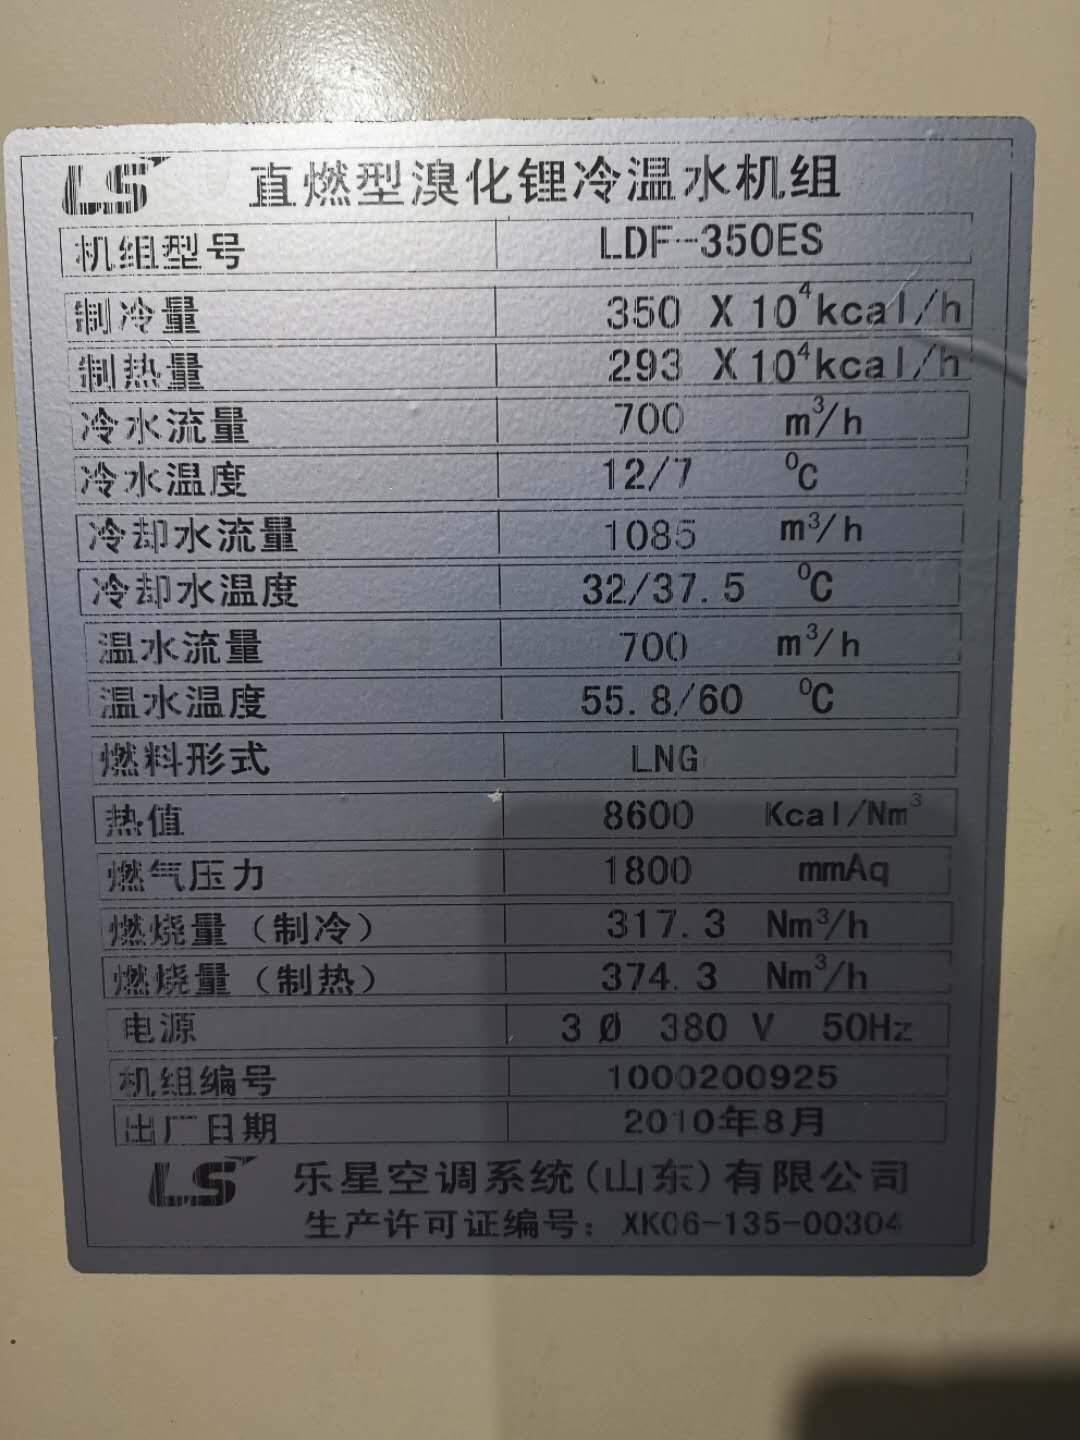 LS 直燃型溴化锂冷温水机组
机组型号 LDF-350ES
制冷量 350 X 10⁴kcal/h
制热量 293 X 10⁴kcal/h
冷水流量 700 m³/h
冷水温度 12/7 ⁰C
冷却水流量 1085 m³/h
冷却水温度 32/37.5 ⁰C
温水流量 700 m³/h
温水温度 55.8/60 ⁰C
燃料形式 LNG
热值 8600 Kcal/Nm³
燃气压力 1800 mmAq
燃烧量（制冷） 317.3 Nm³/h
燃烧量（制热） 374.3 Nm³/h
电源 3 Ø 380 V 50Hz
机组编号 1000200925
出厂日期 2010年8月
LS 乐星空调系统(山东)有限公司
生产许可证编号：XK06-135-00304